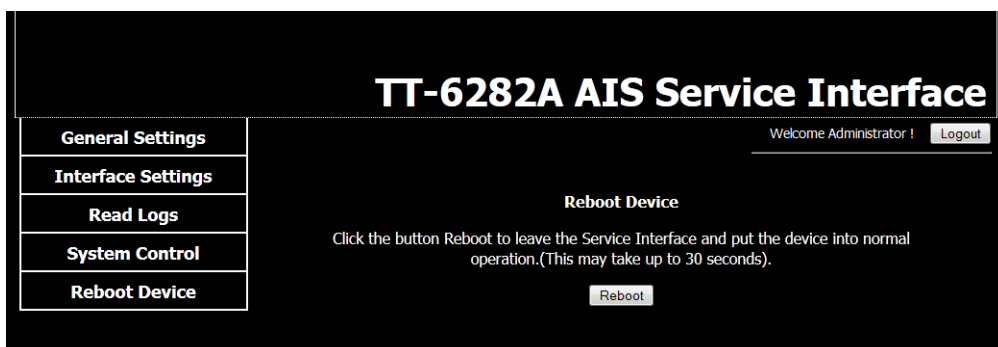 TT-6282A AIS Service Interface
Welcome Administrator !
Logout
General Settings
Interface Settings
Read Logs
System Control
Reboot Device
Reboot Device
Click the button Reboot to leave the Service Interface and put the device into normal
operation.(This may take up to 30 seconds).
Reboot